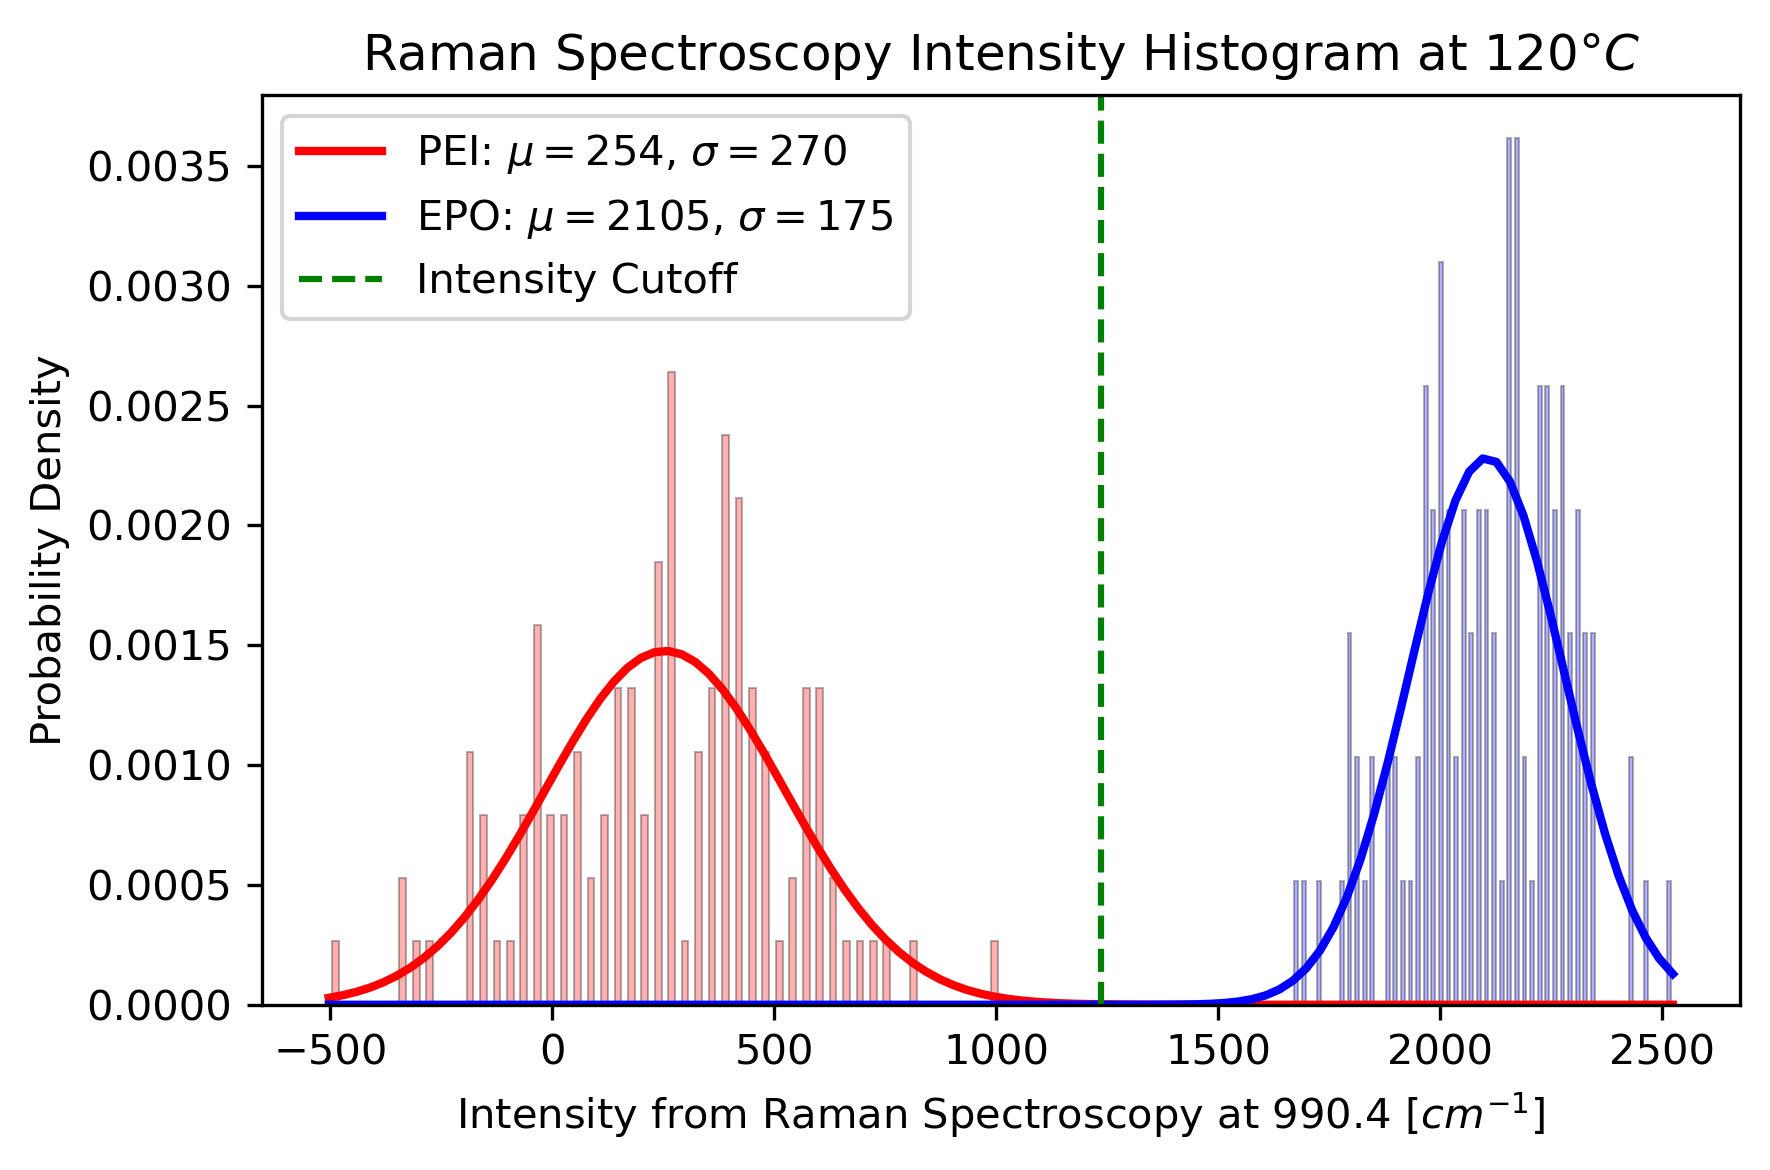 Raman Spectroscopy Intensity Histogram at 120°C
PEI: μ = 254, σ = 270
EPO: μ = 2105, σ = 175
Intensity Cutoff
Probability Density
0.0035
0.0030
0.0025
0.0020
0.0015
0.0010
0.0005
0.0000
−500 0 500 1000 1500 2000 2500
Intensity from Raman Spectroscopy at 990.4 [cm⁻¹]